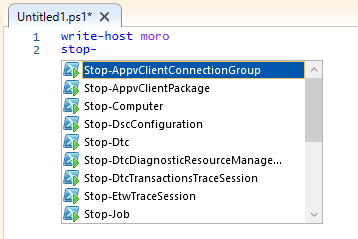 Untitled1.ps1* X
1 write-host moro
2 stop-
Stop-AppvClientConnectionGroup
Stop-AppvClientPackage
Stop-Computer
Stop-DscConfiguration
Stop-Dtc
Stop-DtcDiagnosticResourceManage...
Stop-DtcTransactionsTraceSession
Stop-EtwTraceSession
Stop-Job